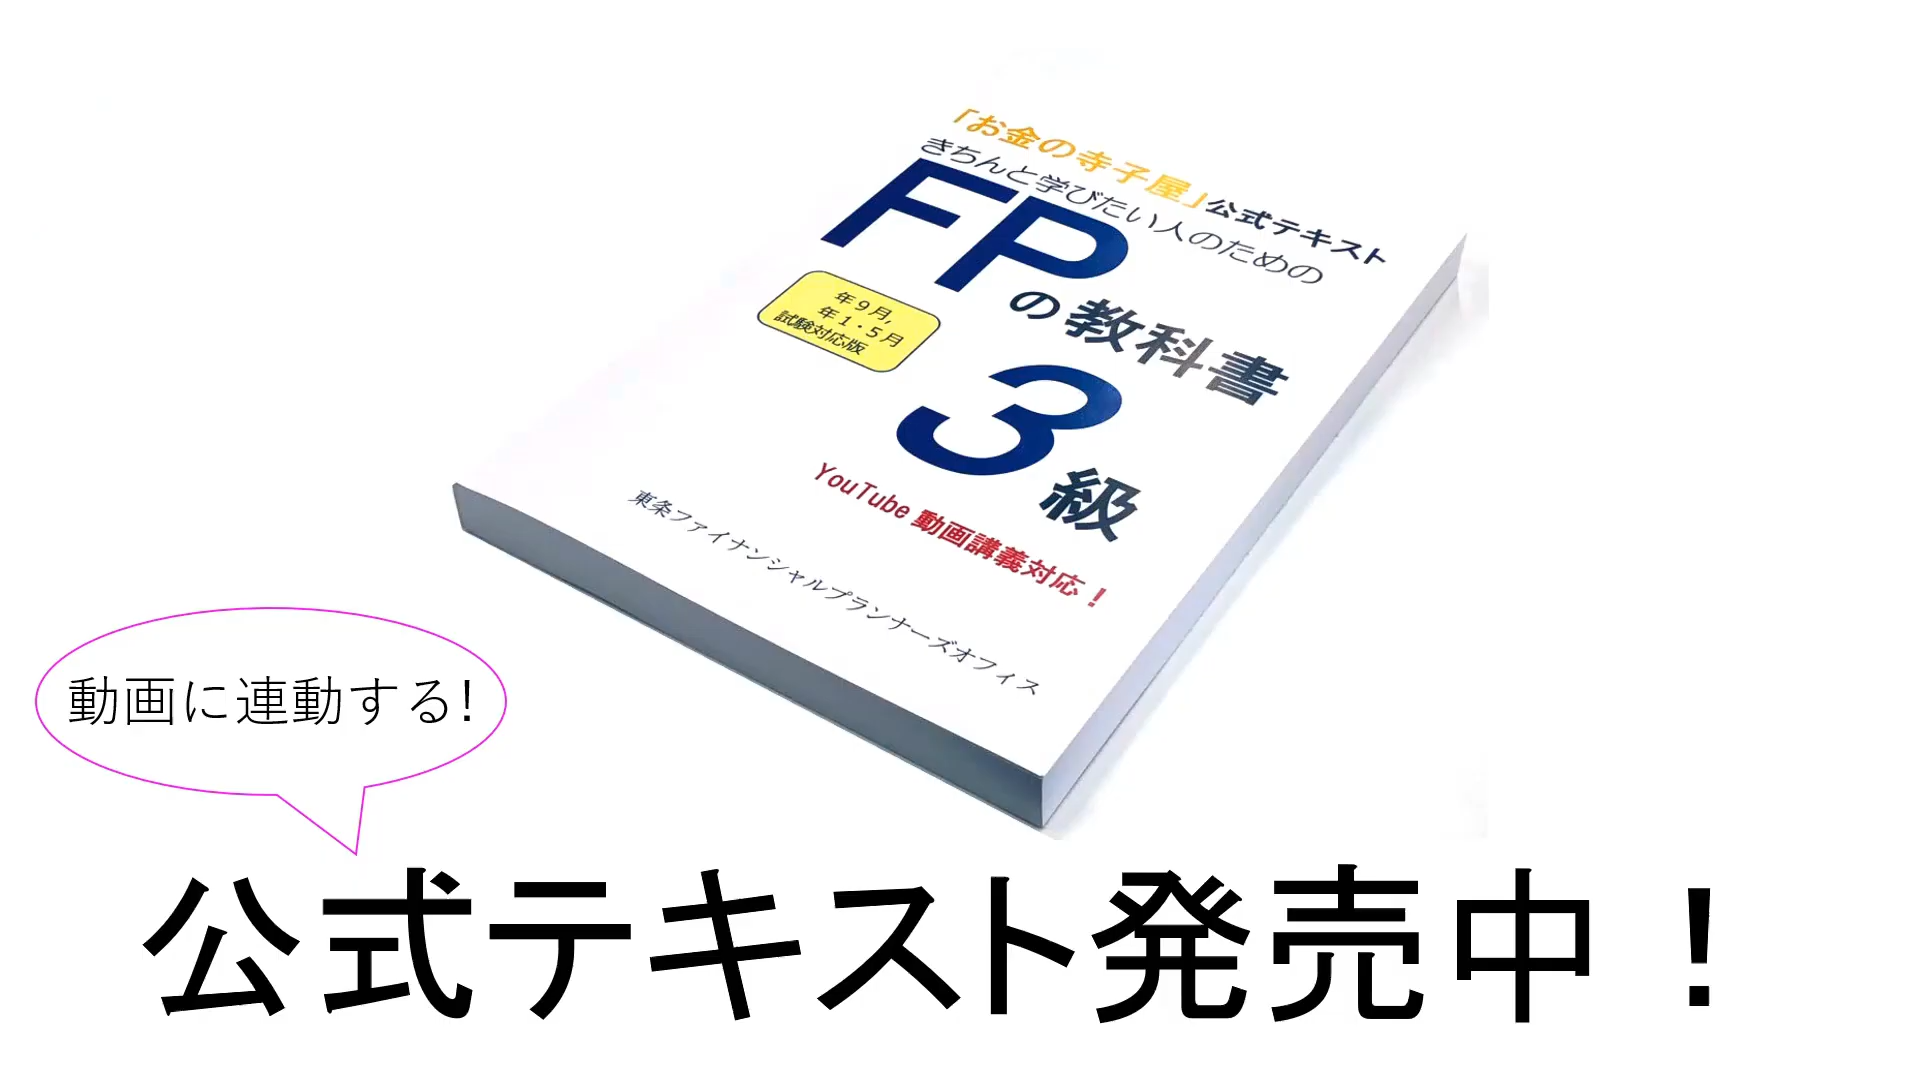 「お金の寺子屋」公式テキスト
きちんと学びたい人のための
FPの教科書
年9月,
年1・5月
試験対応版
3級
YouTube 動画講義対応！
東条ファイナンシャルプランナーズオフィス
動画に連動する!
公式テキスト発売中！